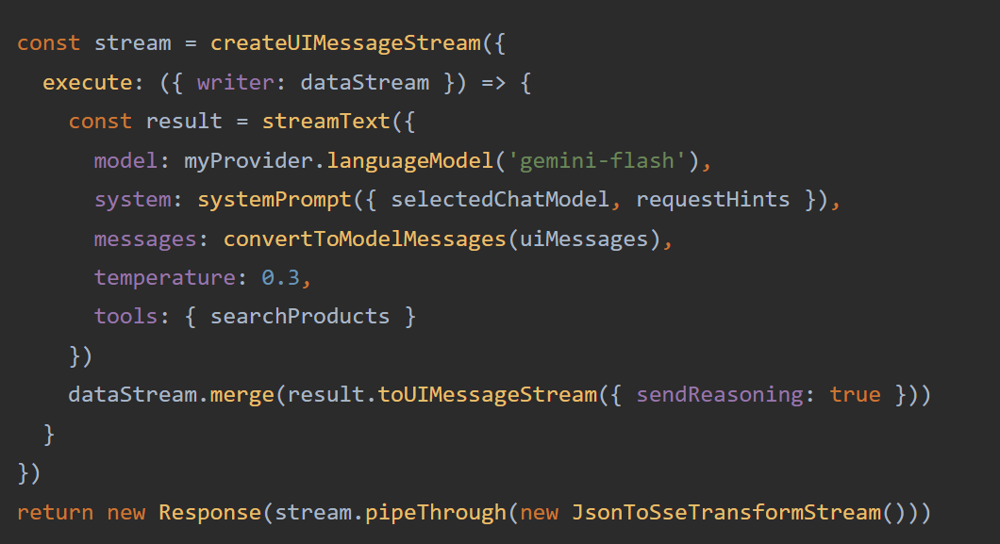 const stream = createUIMessageStream({
  execute: ({ writer: dataStream }) => {
    const result = streamText({
      model: myProvider.languageModel('gemini-flash'),
      system: systemPrompt({ selectedChatModel, requestHints }),
      messages: convertToModelMessages(uiMessages),
      temperature: 0.3,
      tools: { searchProducts }
    })
    dataStream.merge(result.toUIMessageStream({ sendReasoning: true }))
  }
})
return new Response(stream.pipeThrough(new JsonToSseTransformStream()))